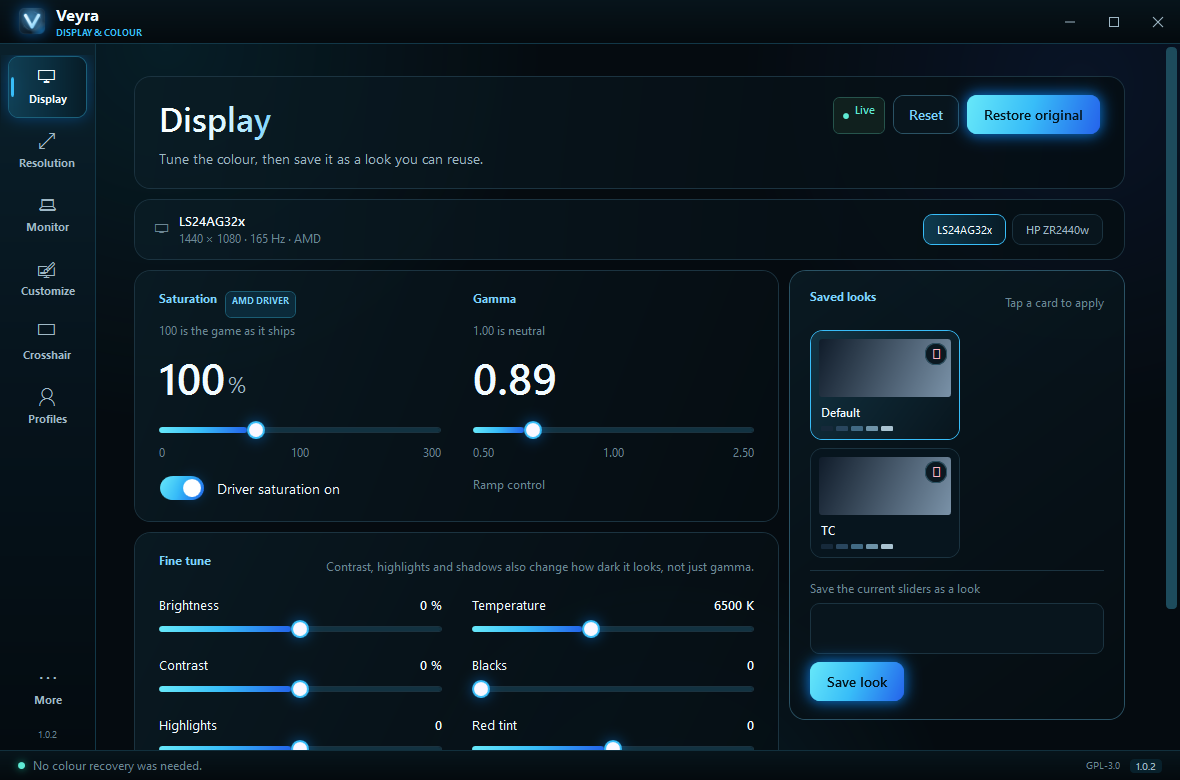 Veyra
DISPLAY & COLOUR
Display
Resolution
Monitor
Customize
Crosshair
Profiles
More
1.0.2
Display
Tune the colour, then save it as a look you can reuse.
Live
Reset
Restore original
LS24AG32x
1440 × 1080 · 165 Hz · AMD
LS24AG32x
HP ZR2440w
Saturation
AMD DRIVER
100 is the game as it ships
100 %
0 100 300
Driver saturation on
Gamma
1.00 is neutral
0.89
0.50 1.00 2.50
Ramp control
Fine tune
Contrast, highlights and shadows also change how dark it looks, not just gamma.
Brightness 0 %
Temperature 6500 K
Contrast 0 %
Blacks 0
Highlights 0
Red tint 0
Saved looks
Tap a card to apply
Default
TC
Save the current sliders as a look
Save look
No colour recovery was needed.
GPL-3.0
1.0.2